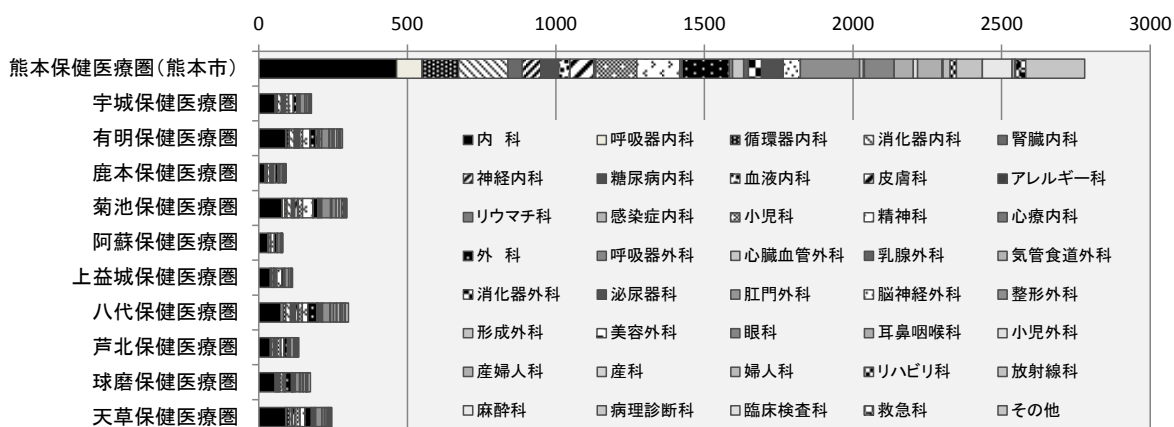 0 500 1000 1500 2000 2500 3000
熊本保健医療圏(熊本市)
宇城保健医療圏
有明保健医療圏
鹿本保健医療圏
菊池保健医療圏
阿蘇保健医療圏
上益城保健医療圏
八代保健医療圏
芦北保健医療圏
球磨保健医療圏
天草保健医療圏
内 科 呼吸器内科 循環器内科 消化器内科 腎臓内科
神経内科 糖尿病内科 血液内科 皮膚科 アレルギー科
リウマチ科 感染症内科 小児科 精神科 心療内科
外 科 呼吸器外科 心臓血管外科 乳腺外科 気管食道外科
消化器外科 泌尿器科 肛門外科 脳神経外科 整形外科
形成外科 美容外科 眼科 耳鼻咽喉科 小児外科
産婦人科 産科 婦人科 リハビリ科 放射線科
麻酔科 病理診断科 臨床検査科 救急科 その他